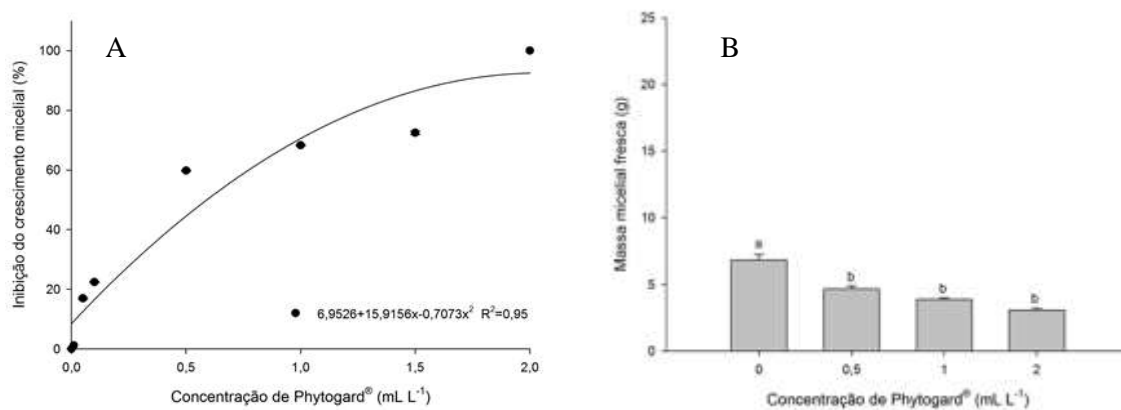 A
Inibição do crescimento micelial (%)
100
80
60
40
20
0
6,9526+15,9156x-0,7073x² R²=0,95
0,0 0,5 1,0 1,5 2,0
Concentração de Phytogard® (mL L⁻¹)
B
Massa micelial fresca (g)
25
20
15
10
5
0
a
b
b
b
0 0,5 1 2
Concentração de Phytogard® (mL L⁻¹)